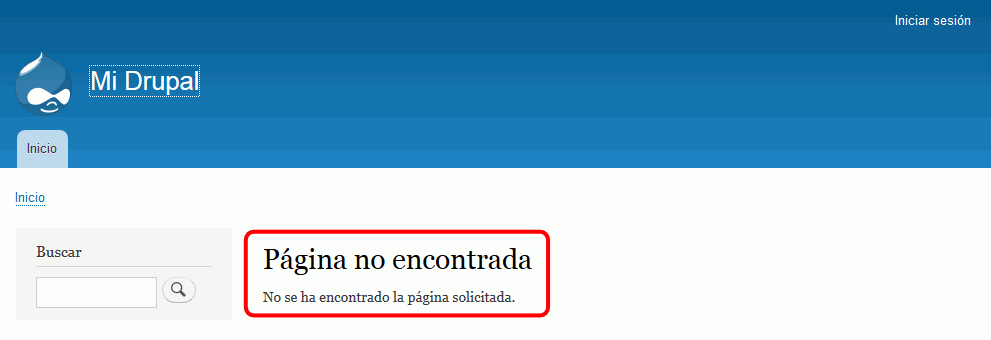 Iniciar sesión
Mi Drupal
Inicio
Inicio
Buscar
Página no encontrada
No se ha encontrado la página solicitada.